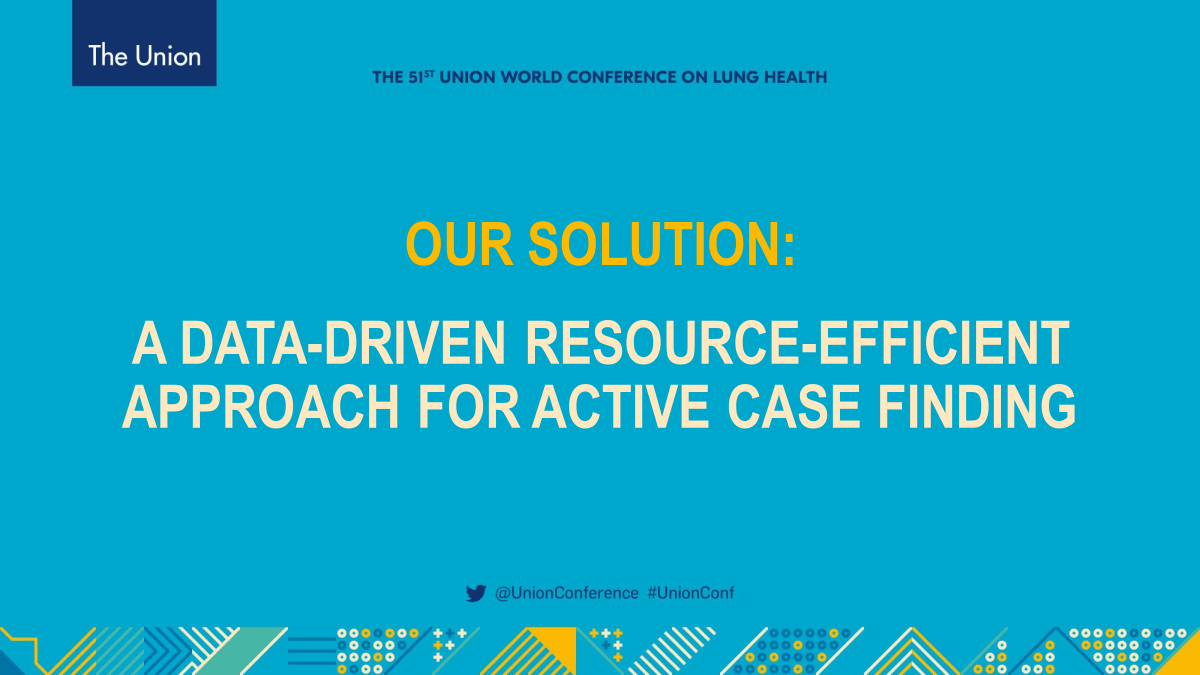 The Union
THE 51ST UNION WORLD CONFERENCE ON LUNG HEALTH
OUR SOLUTION:
A DATA-DRIVEN RESOURCE-EFFICIENT
APPROACH FOR ACTIVE CASE FINDING
@UnionConference #UnionConf